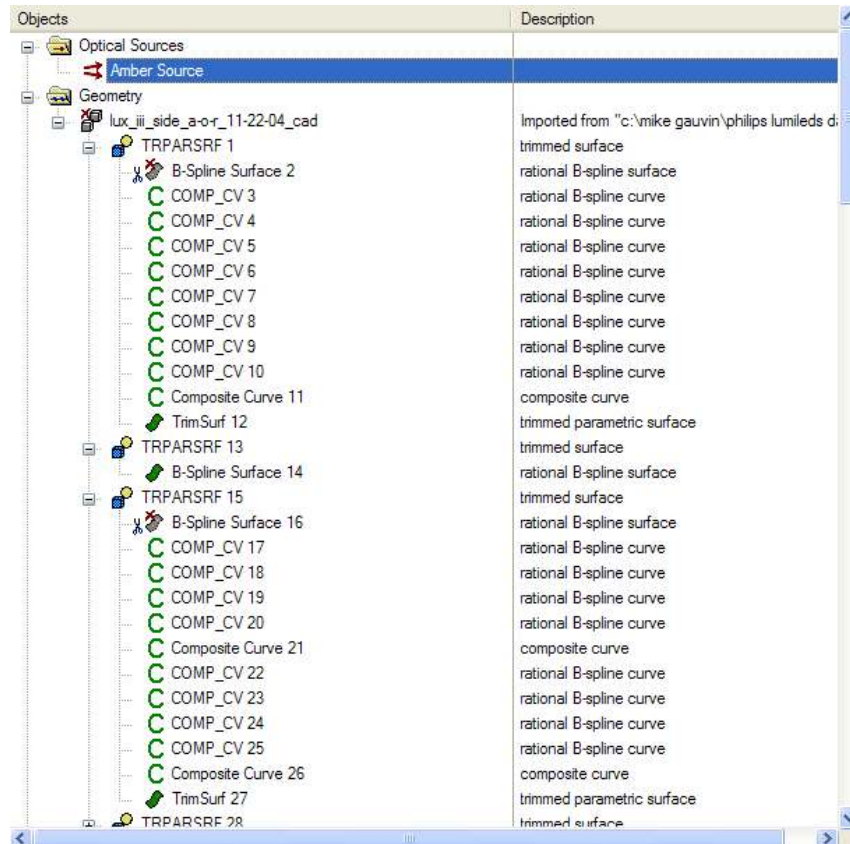 Objects Description
Optical Sources
Amber Source
Geometry
lux_iii_side_a-o-r_11-22-04_cad Imported from "c:\mike gauvin\philips lumileds da
TRPARSRF 1 trimmed surface
B-Spline Surface 2 rational B-spline surface
COMP_CV 3 rational B-spline curve
COMP_CV 4 rational B-spline curve
COMP_CV 5 rational B-spline curve
COMP_CV 6 rational B-spline curve
COMP_CV 7 rational B-spline curve
COMP_CV 8 rational B-spline curve
COMP_CV 9 rational B-spline curve
COMP_CV 10 rational B-spline curve
Composite Curve 11 composite curve
TrimSurf 12 trimmed parametric surface
TRPARSRF 13 trimmed surface
B-Spline Surface 14 rational B-spline surface
TRPARSRF 15 trimmed surface
B-Spline Surface 16 rational B-spline surface
COMP_CV 17 rational B-spline curve
COMP_CV 18 rational B-spline curve
COMP_CV 19 rational B-spline curve
COMP_CV 20 rational B-spline curve
Composite Curve 21 composite curve
COMP_CV 22 rational B-spline curve
COMP_CV 23 rational B-spline curve
COMP_CV 24 rational B-spline curve
COMP_CV 25 rational B-spline curve
Composite Curve 26 composite curve
TrimSurf 27 trimmed parametric surface
TRPARSRF 28 trimmed surface